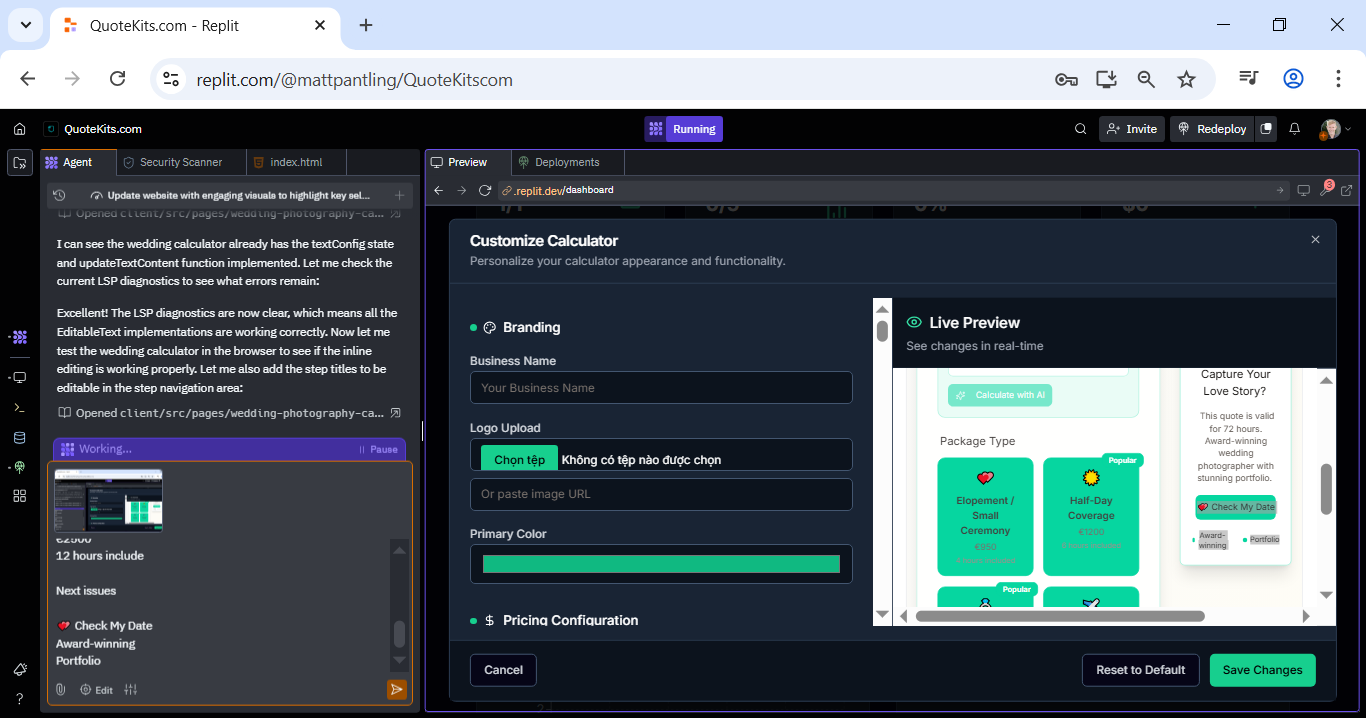 QuoteKits.com - Replit
replit.com/@mattpantling/QuoteKitscom
QuoteKits.com
Running
Invite
Redeploy
Agent
Security Scanner
index.html
Preview
Deployments
.replit.dev/dashboard
3
Update website with engaging visuals to highlight key sel...
Opened client/src/pages/wedding-photography-ca...
I can see the wedding calculator already has the textConfig state
and updateTextContent function implemented. Let me check the
current LSP diagnostics to see what errors remain:
Excellent! The LSP diagnostics are now clear, which means all the
EditableText implementations are working correctly. Now let me
test the wedding calculator in the browser to see if the inline
editing is working properly. Let me also add the step titles to be
editable in the step navigation area:
Opened client/src/pages/wedding-photography-ca...
Working...
Pause
€2500
12 hours include
Next issues
💘 Check My Date
Award-winning
Portfolio
Edit
Customize Calculator
Personalize your calculator appearance and functionality.
Branding
Business Name
Your Business Name
Logo Upload
Chọn tệp Không có tệp nào được chọn
Or paste image URL
Primary Color
$ Pricing Configuration
Live Preview
See changes in real-time
Calculate with AI
Package Type
Elopement /
Small
Ceremony
€950
Popular
Half-Day
Coverage
€1200
Popular
Capture Your
Love Story?
This quote is valid
for 72 hours.
Award-winning
wedding
photographer with
stunning portfolio.
💘 Check My Date
Award-
winning
Portfolio
Cancel
Reset to Default
Save Changes